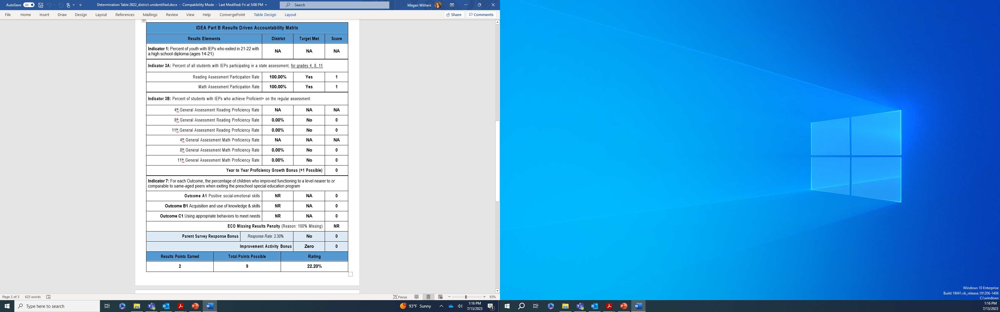 AutoSave On Determination Table 2022_district unidentified.docx - Compatibility Mode - Last Modified: Fri at 5:08 PM Search Megan Withers
File Home Insert Draw Design Layout References Mailings Review View Help ConvergePoint Table Design Layout Share Comments
IDEA Part B Results Driven Accountability Matrix
Results Elements District Target Met Score
Indicator 1: Percent of youth with IEPs who exited in 21-22 with
a high school diploma (ages 14-21) NA NA NA
Indicator 3A: Percent of all students with IEPs participating in a state assessment, for grades 4, 8, 11
Reading Assessment Participation Rate 100.00% Yes 1
Math Assessment Participation Rate 100.00% Yes 1
Indicator 3B: Percent of students with IEPs who achieve Proficient+ on the regular assessment
4th General Assessment Reading Proficiency Rate NA NA NA
8th General Assessment Reading Proficiency Rate 0.00% No 0
11th General Assessment Reading Proficiency Rate 0.00% No 0
4th General Assessment Math Proficiency Rate NA NA NA
8th General Assessment Math Proficiency Rate 0.00% No 0
11th General Assessment Math Proficiency Rate 0.00% No 0
Year to Year Proficiency Growth Bonus (+1 Possible) 0
Indicator 7: For each Outcome, the percentage of children who improved functioning to a level nearer to or
comparable to same-aged peers when exiting the preschool special education program
Outcome A1 Positive social-emotional skills NR NA 0
Outcome B1 Acquisition and use of knowledge & skills NR NA 0
Outcome C1 Using appropriate behaviors to meet needs NR NA 0
ECO Missing Results Penalty (Reason: 100% Missing) NR
Parent Survey Response Bonus Response Rate: 2.30% No 0
Improvement Activity Bonus Zero 0
Results Points Earned Total Points Possible Rating
2 9 22.20%
Page 2 of 3 623 words Focus 93%
Type here to search 93°F Sunny 1:16 PM
7/13/2023 1
Windows 10 Enterprise
Build 19041.vb_release.191206-1406
C:\windows
1:16 PM
7/13/2023